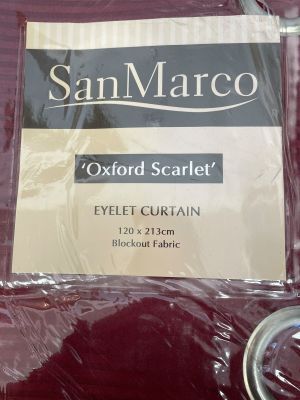 SanMarco
'Oxford Scarlet'
EYELET CURTAIN
120 x 213cm
Blockout Fabric